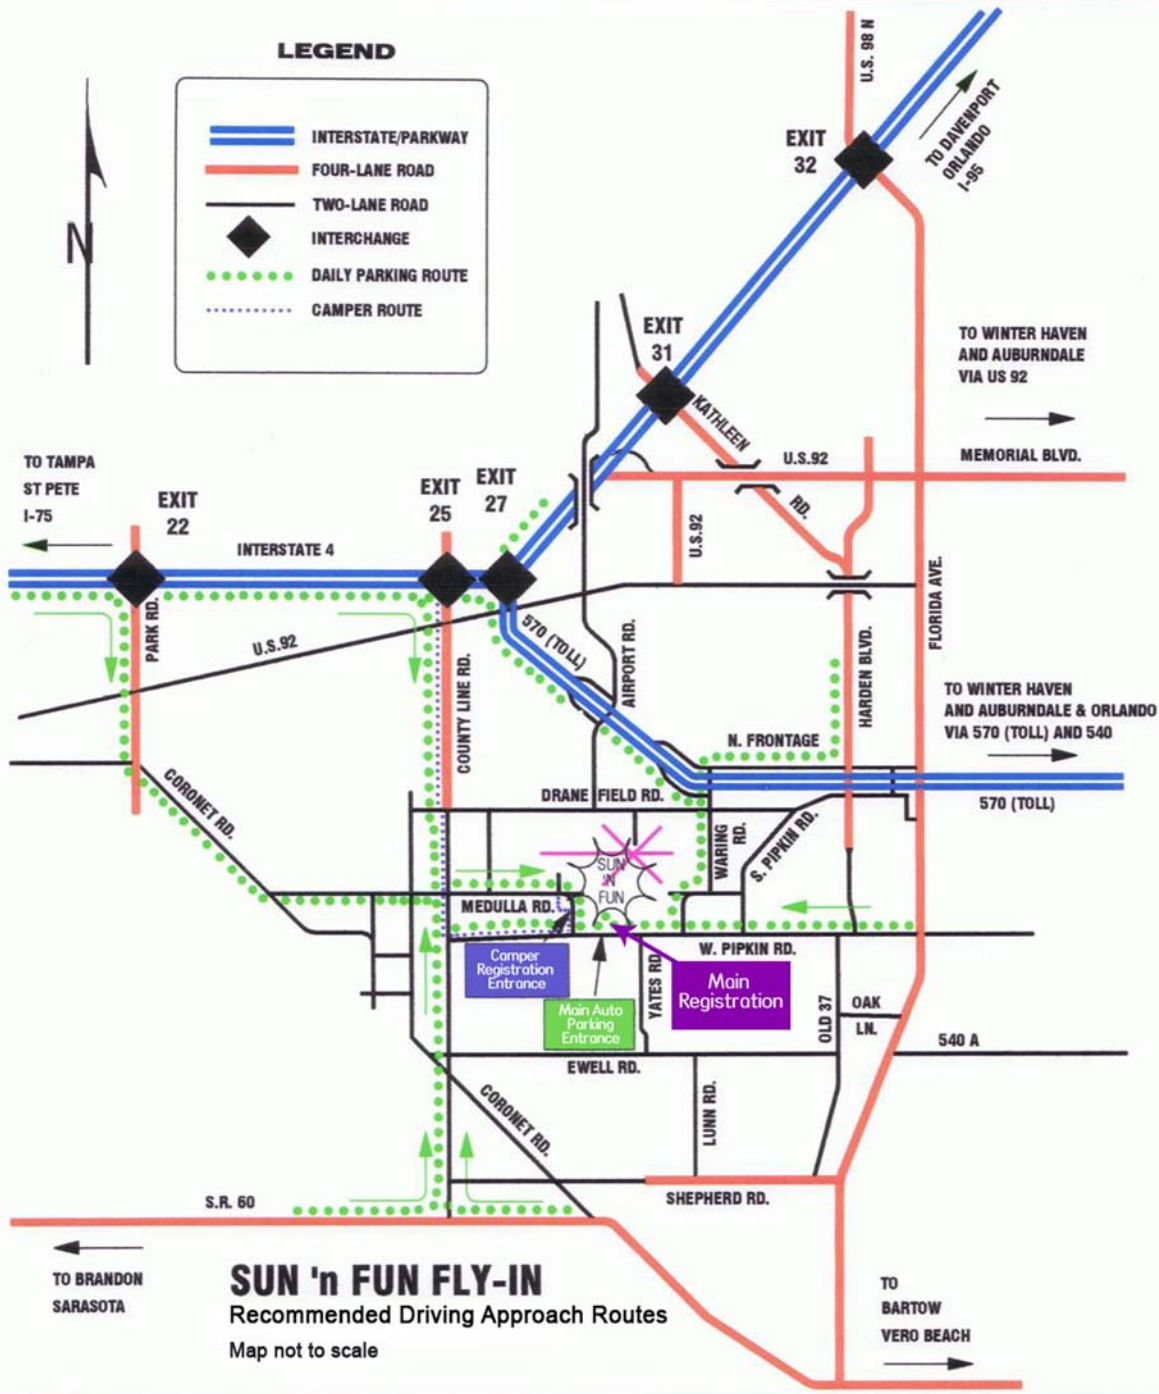 LEGEND
INTERSTATE/PARKWAY
FOUR-LANE ROAD
TWO-LANE ROAD
INTERCHANGE
DAILY PARKING ROUTE
CAMPER ROUTE
N
U.S. 98 N
EXIT
32
TO DAVENPORT
ORLANDO
I-95
EXIT
31
KATHLEEN
RD.
TO WINTER HAVEN
AND AUBURNDALE
VIA US 92
U.S.92
MEMORIAL BLVD.
TO TAMPA
ST PETE
I-75
EXIT
22
EXIT
25
EXIT
27
INTERSTATE 4
U.S.92
PARK RD.
U.S.92
570 (TOLL)
AIRPORT RD.
COUNTY LINE RD.
HARDEN BLVD.
FLORIDA AVE.
TO WINTER HAVEN
AND AUBURNDALE & ORLANDO
VIA 570 (TOLL) AND 540
N. FRONTAGE
570 (TOLL)
CORONET RD.
DRANE FIELD RD.
WARING
RD.
S. PIPKIN RD.
SUN
'N
FUN
MEDULLA RD.
W. PIPKIN RD.
Camper
Registration
Entrance
Main Auto
Parking
Entrance
YATES RD.
Main
Registration
OLD 37
OAK
LN.
540 A
EWELL RD.
CORONET RD.
LUNN RD.
SHEPHERD RD.
S.R. 60
TO BRANDON
SARASOTA
SUN 'n FUN FLY-IN
Recommended Driving Approach Routes
Map not to scale
TO
BARTOW
VERO BEACH